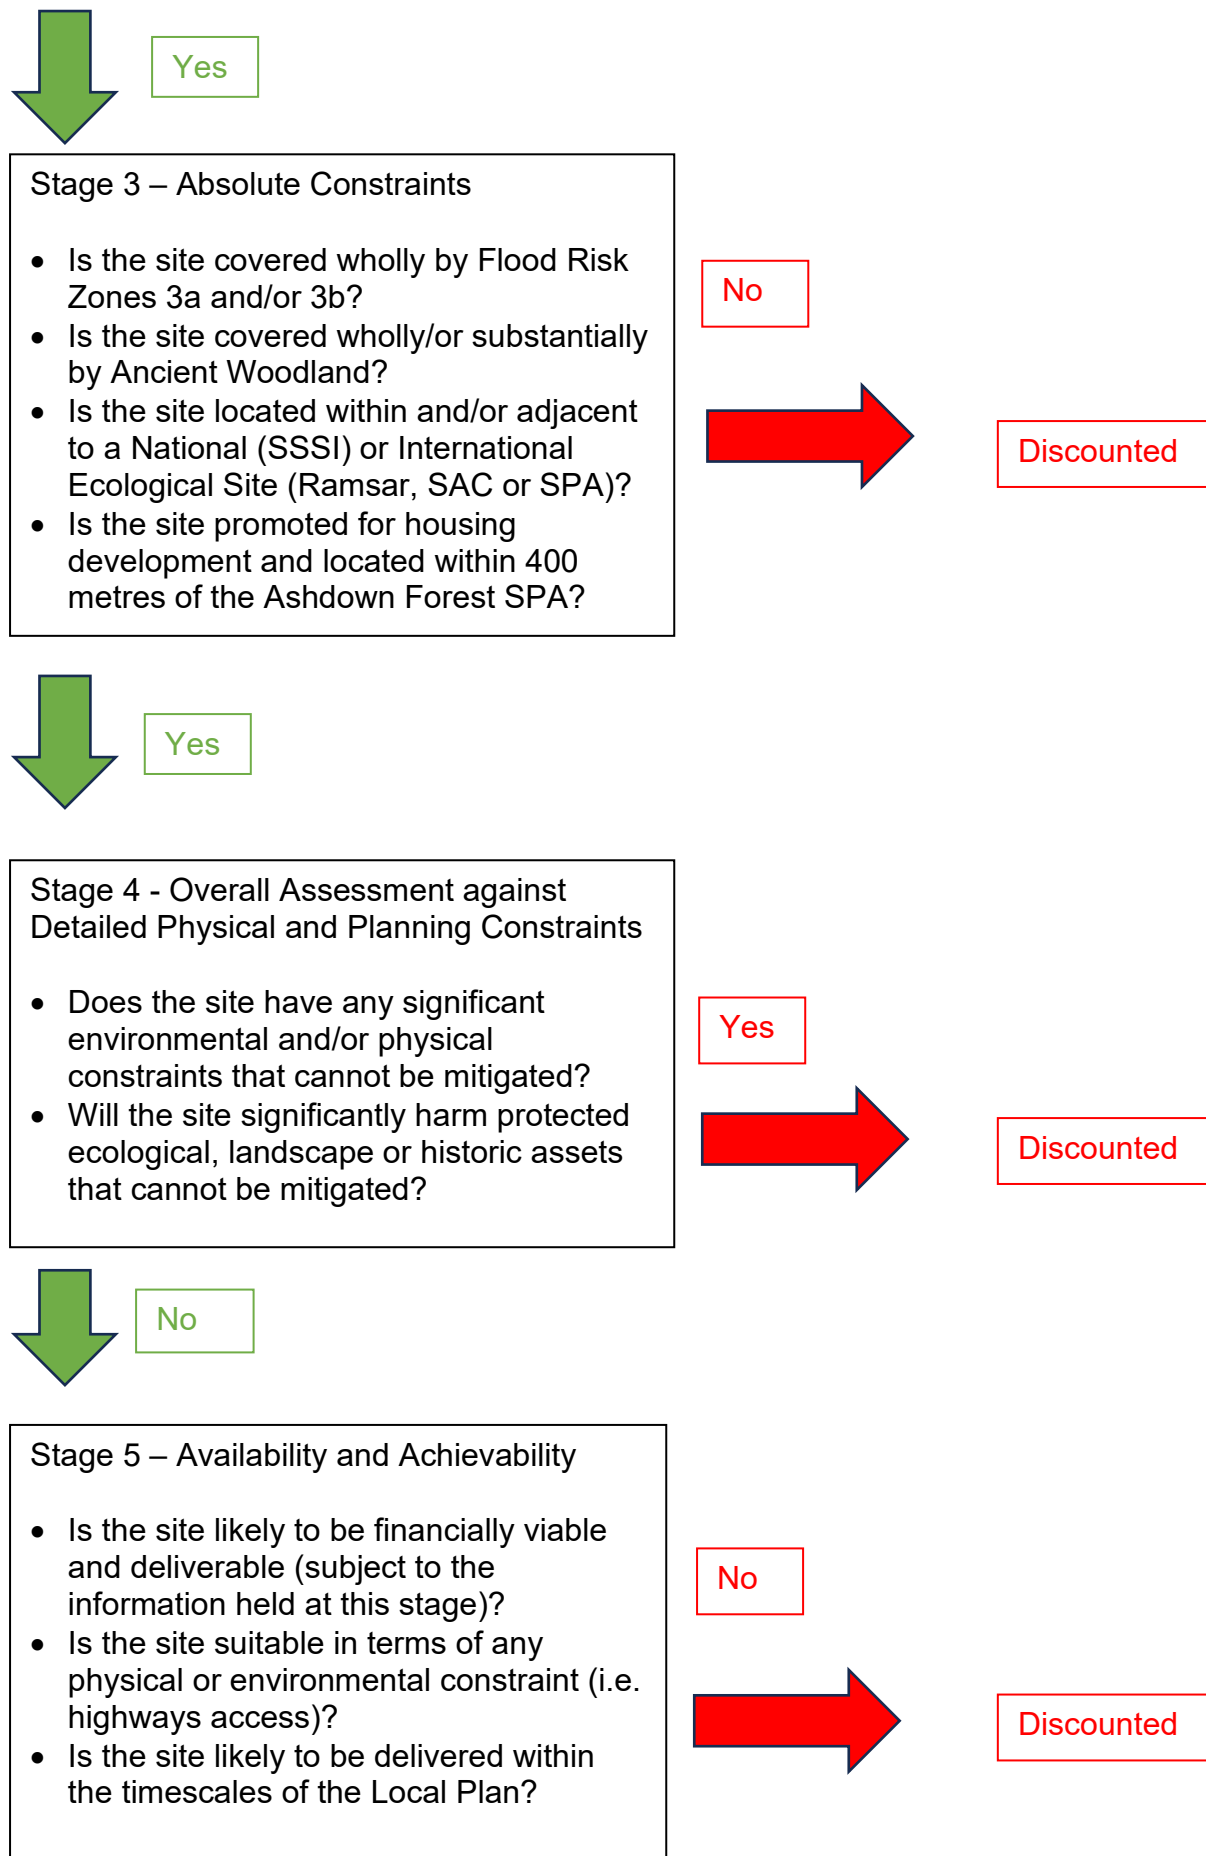 Yes
Stage 3 – Absolute Constraints
• Is the site covered wholly by Flood Risk
Zones 3a and/or 3b?
• Is the site covered wholly/or substantially
by Ancient Woodland?
• Is the site located within and/or adjacent
to a National (SSSI) or International
Ecological Site (Ramsar, SAC or SPA)?
• Is the site promoted for housing
development and located within 400
metres of the Ashdown Forest SPA?
No
Discounted
Yes
Stage 4 - Overall Assessment against
Detailed Physical and Planning Constraints
• Does the site have any significant
environmental and/or physical
constraints that cannot be mitigated?
• Will the site significantly harm protected
ecological, landscape or historic assets
that cannot be mitigated?
Yes
Discounted
No
Stage 5 – Availability and Achievability
• Is the site likely to be financially viable
and deliverable (subject to the
information held at this stage)?
• Is the site suitable in terms of any
physical or environmental constraint (i.e.
highways access)?
• Is the site likely to be delivered within
the timescales of the Local Plan?
No
Discounted